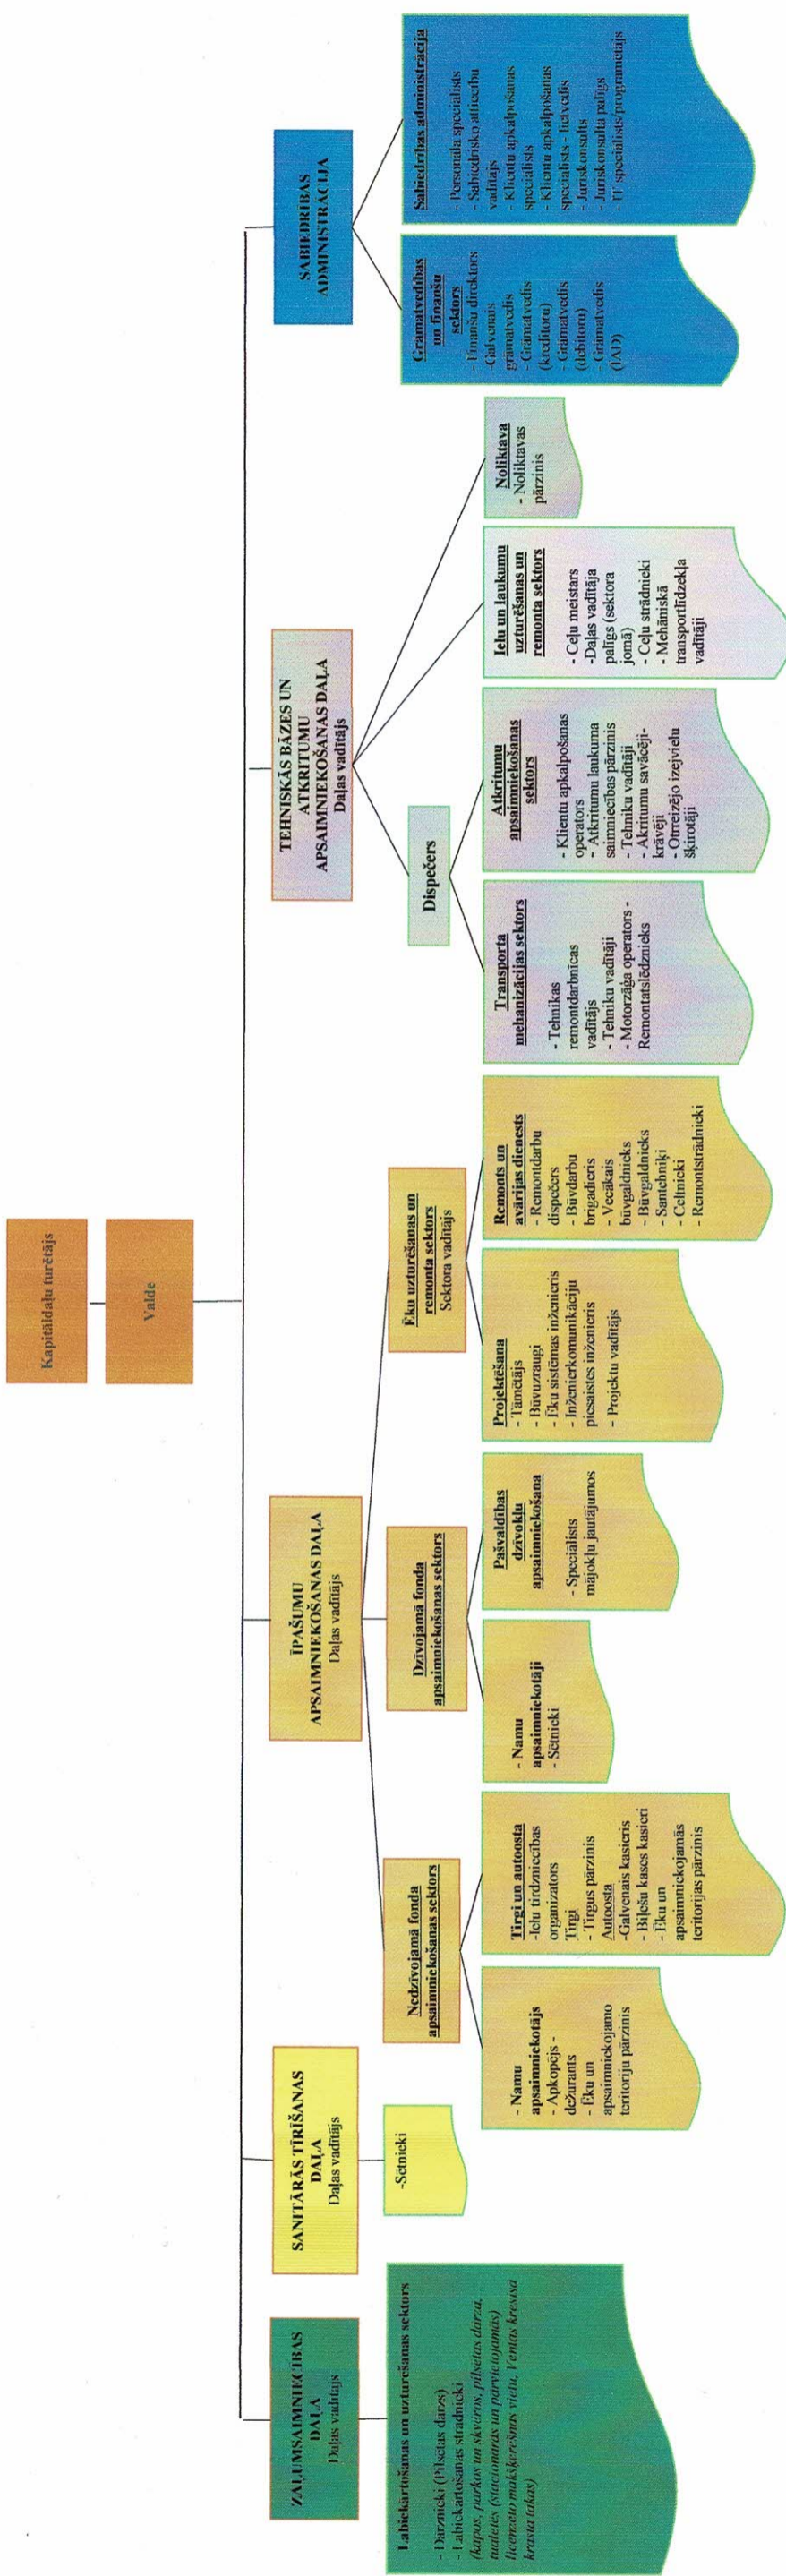 Kapitāldaļu turētājs
Valde
ZAĻUMSAIMNIECĪBAS
DAĻA
Daļas vadītājs
Labiekārtošanas un uzturēšanas sektors
- Dārznieki (Pilsētas dārzs)
- Labiekārtošanas strādnieki
(kapos, parkos un skvēros, pilsētas dārzā,
tualetes (stacionārās un pārvietojamās)
licenzēto makšķerēšnas vietu, Ventas kreisā
krasta takas)
SANITĀRĀS TĪRĪŠANAS
DAĻA
Daļas vadītājs
-Sētnieki
ĪPAŠUMU
APSAIMNIEKOŠANAS DAĻA
Daļas vadītājs
Nedzīvojamā fonda
apsaimniekošanas sektors
- Namu
apsaimniekotājs
- Apkopējs -
dežurants
- Ēku un
apsaimniekojamo
teritoriju pārzinis
Tirgi un autoosta
-Ielu tirdzniecības
organizators
Tirgi
- Tirgus pārzinis
Autoosta
-Galvenais kasieris
- Biļešu kases kasieri
- Ēku un
apsaimniekojamās
teritorijas pārzinis
Dzīvojamā fonda
apsaimniekošanas sektors
- Namu
apsaimniekotāji
- Sētnieki
Pašvaldības
dzīvokļu
apsaimniekošana
- Speciālists
mājokļu jautājumos
Ēku uzturēšanas un
remonta sektors
Sektora vadītājs
Projektēšana
- Tāmētājs
- Būvuzraugi
- Ēku sistēmas inženieris
- Inženierkomunikāciju
piesaistes inženieris
- Projektu vadītājs
Remonts un
avārijas dienests
- Remontdarbu
dispečers
- Būvdarbu
brigadieris
- Vecākais
būvgaldnieks
- Būvgaldnieks
- Santehniķi
- Celtnieki
- Remontstrādnieki
TEHNISKĀS BĀZES UN
ATKRITUMU
APSAIMNIEKOŠANAS DAĻA
Daļas vadītājs
Dispečers
Transporta
mehanizācijas sektors
- Tehnikas
remontdarbnīcas
vadītājs
- Tehniku vadītāji
- Motorzāģa operators -
Remontatslēdznieks
Atkritumu
apsaimniekošanas
sektors
- Klientu apkalpošanas
operators
- Atkritumu laukuma
saimniecības pārzinis
- Tehniku vadītāji
- Akritumu savācēji-
krāvēji
- Otrreizējo izejvielu
šķirotāji
Ielu un laukumu
uzturēšanas un
remonta sektors
- Ceļu meistars
-Daļas vadītāja
palīgs (sektora
jomā)
- Ceļu strādnieki
- Mehāniskā
transportlīdzekļa
vadītāji
Noliktava
- Noliktavas
pārzinis
SABIEDRĪBAS
ADMINISTRĀCIJA
Grāmatvedības
un finanšu
sektors
- Finanšu direktors
-Galvenais
grāmatvedis
- Grāmatvedis
(kreditoru)
- Grāmatvedis
(debitoru)
- Grāmatvedis
Sabiedrības administrācija
- Personāla speciālists
- Sabiedrisko attiecību
vadītājs
- Klientu apkalpošanas
speciālists
- Klientu apkalpošanas
speciālists - lietvedis
- Juriskonsults
- Juriskonsulta palīgs
- IT speciālists/programētājs